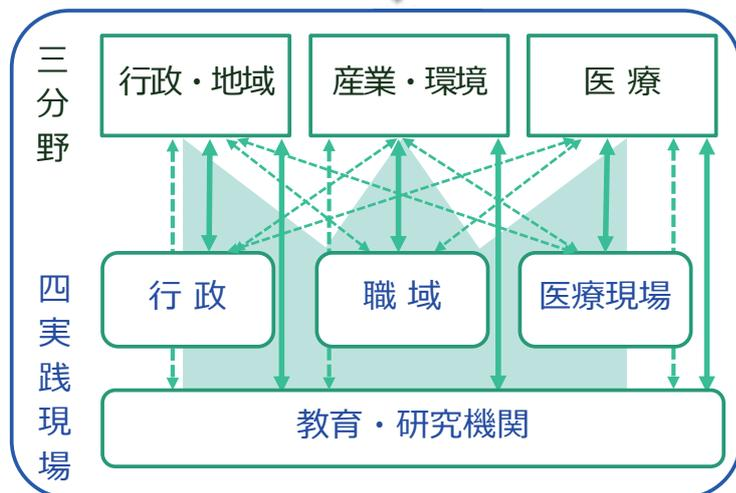 三分野
行政・地域
産業・環境
医 療
四実践現場
行 政
職 域
医療現場
教育・研究機関